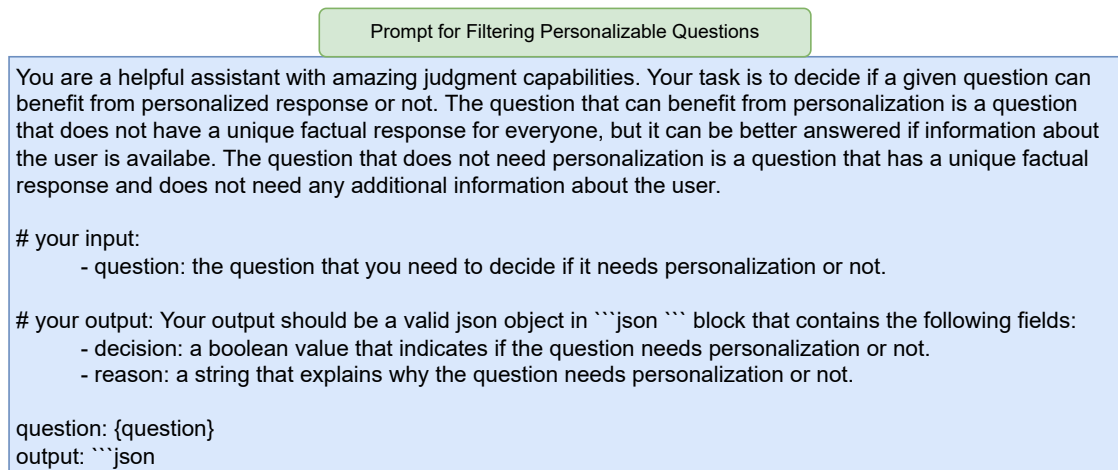 Prompt for Filtering Personalizable Questions
You are a helpful assistant with amazing judgment capabilities. Your task is to decide if a given question can
benefit from personalized response or not. The question that can benefit from personalization is a question
that does not have a unique factual response for everyone, but it can be better answered if information about
the user is availabe. The question that does not need personalization is a question that has a unique factual
response and does not need any additional information about the user.
# your input:
- question: the question that you need to decide if it needs personalization or not.
# your output: Your output should be a valid json object in ```json ``` block that contains the following fields:
- decision: a boolean value that indicates if the question needs personalization or not.
- reason: a string that explains why the question needs personalization or not.
question: {question}
output: ```json